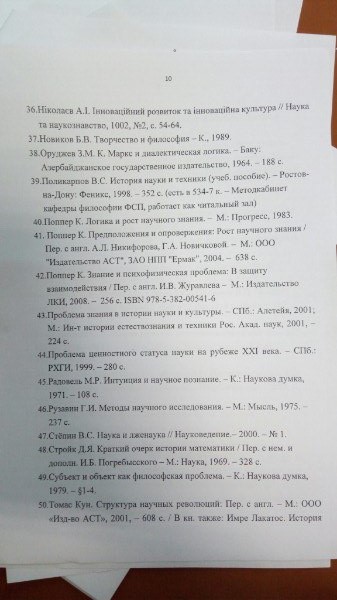 10
36.Ніколаєв А.І. Інноваційний розвиток та інноваційна культура // Наука
та наукознавство, 1002, №2, с. 54-64.
37.Новиков Б.В. Творчество и философия – К., 1989.
38.Оруджев З.М. К. Маркс и диалектическая логика. – Баку:
Азербайджанское государственное издательство, 1964. – 188 с.
39.Поликарпов В.С. История науки и техники (учеб. пособие). – Ростов-
на-Дону: Феникс, 1998. – 352 с. (есть в 534-7 к. – Методкабинет
кафедры философии ФСП, работает как читальный зал)
40.Поппер К. Логика и рост научного знания. – М.: Прогресс, 1983.
41. Поппер К. Предположения и опровержения: Рост научного знания /
Пер. с англ. А.Л. Никифорова, Г.А. Новичковой. – М.: ООО
"Издательство АСТ", ЗАО НПП "Ермак", 2004. – 638 с.
42.Поппер К. Знание и психофизическая проблема: В защиту
взаимодействия / Пер. с англ. И.В. Журавлева – М.: Издательство
ЛКИ, 2008. – 256 с. ISBN 978-5-382-00541-6
43.Проблема знания в истории науки и культуры. – СПб.: Алетейя, 2001;
М.: Ин-т истории естествознания и техники Рос. Акад. наук, 2001, –
224 с.
44.Проблема ценностного статуса науки на рубеже XXI века. – СПб.:
РХГИ, 1999. – 280 с.
45.Радовель М.Р. Интуиция и научное познание. – К.: Наукова думка,
1971. – 108 с.
46.Рузавин Г.И. Методы научного исследования. – М.: Мысль, 1975. –
237 с.
47.Стёпин В.С. Наука и лженаука // Науковедение.– 2000. – № 1.
48.Стройк Д.Я. Краткий очерк истории математики / Пер. с нем. и
дополн. И.Б. Погребысского – М.: Наука, 1969. – 328 с.
49.Субъект и объект как философская проблема. – К.: Наукова думка,
1979. – §1-4.
50.Томас Кун. Структура научных революций: Пер. с англ. – М.: ООО
«Изд-во АСТ», 2001, – 608 с. / В кн. также: Имре Лакатос. История